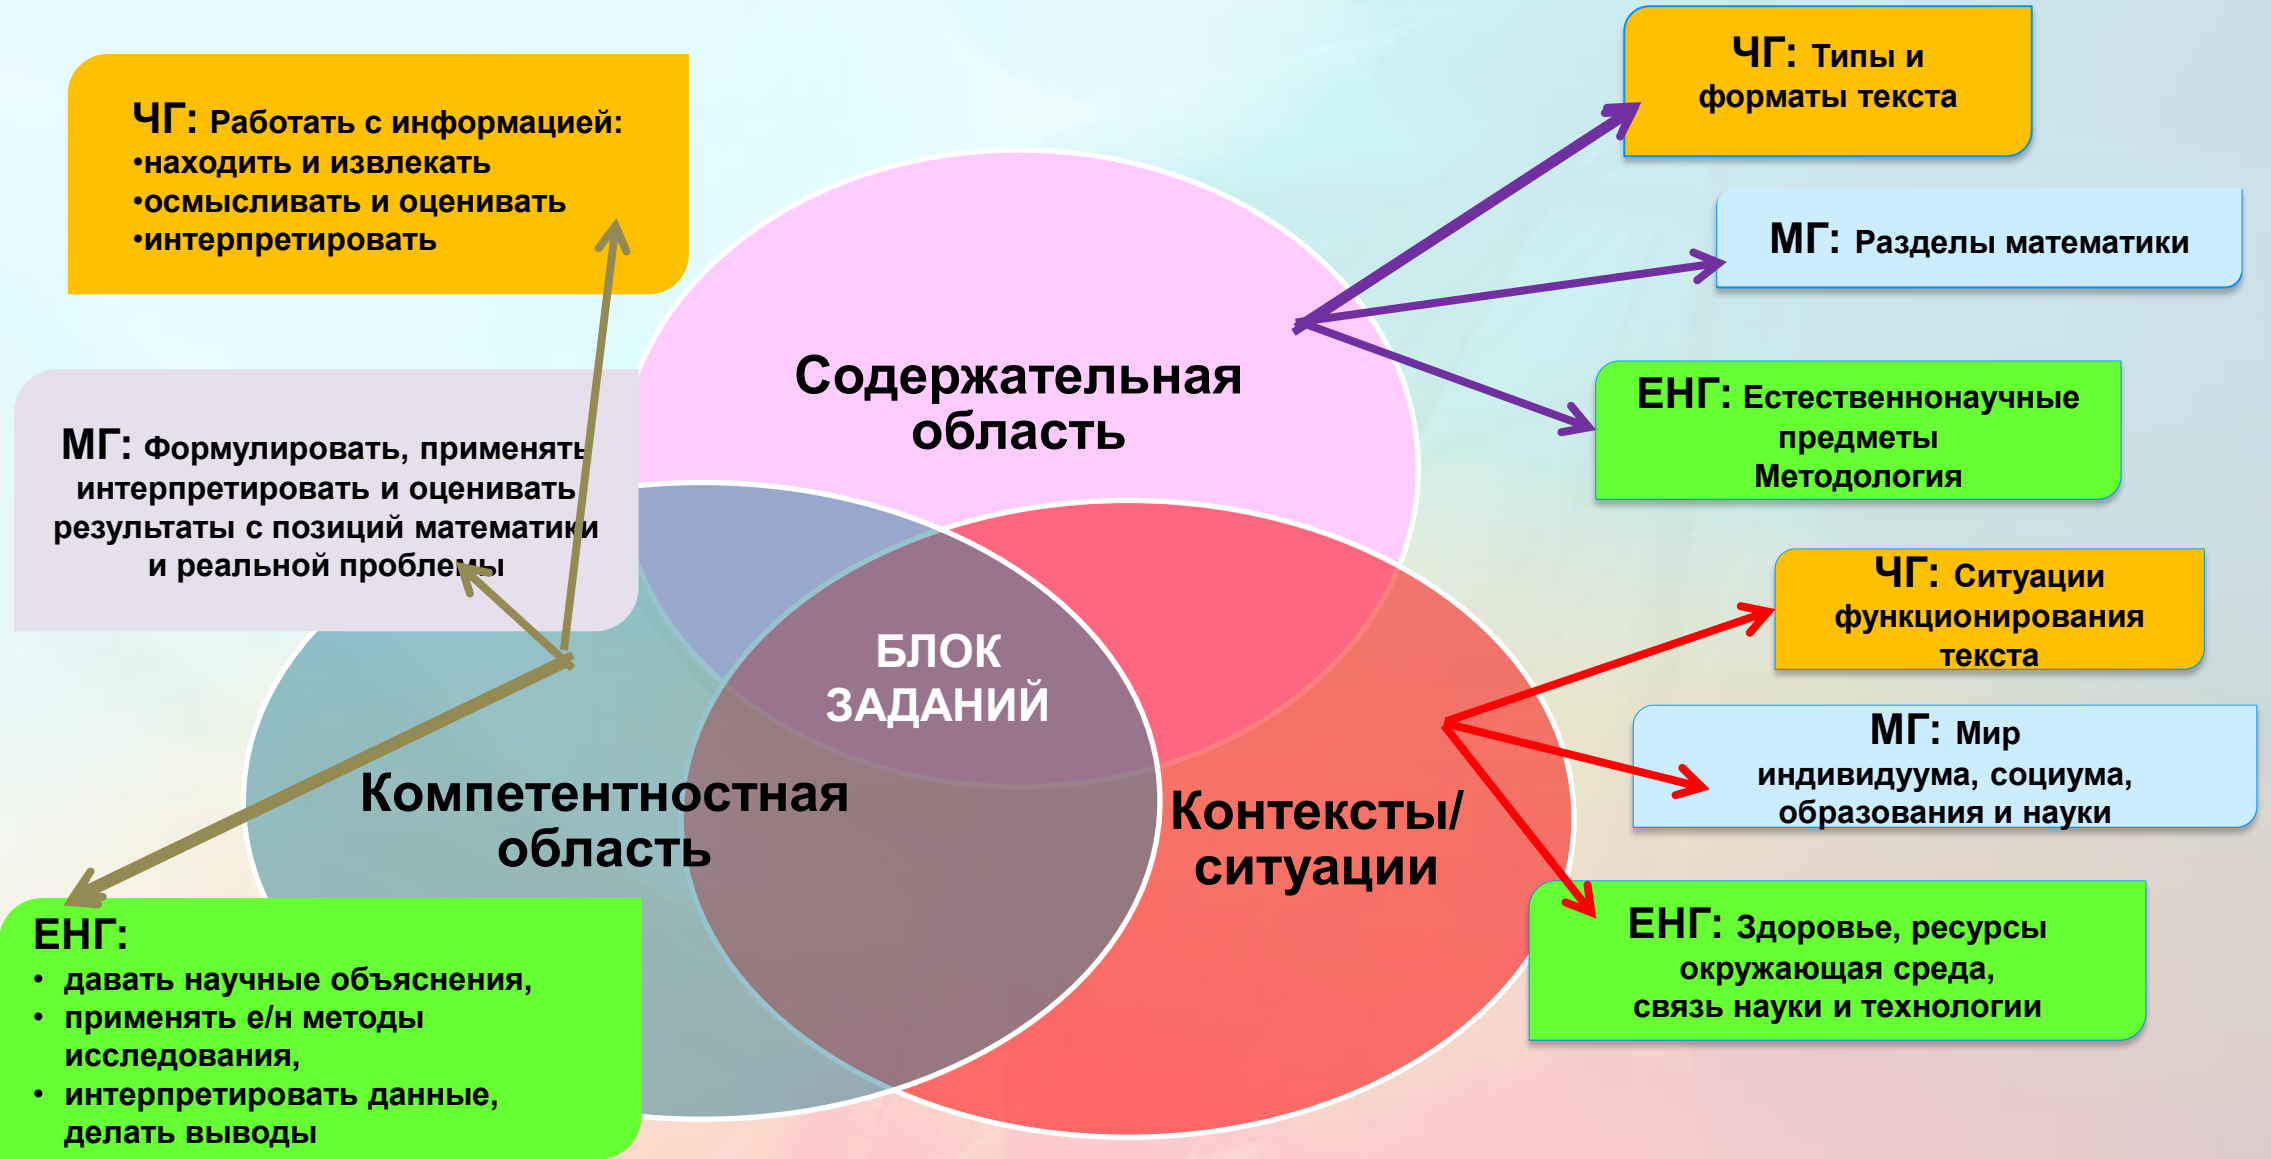 ЧГ: Работать с информацией:
•находить и извлекать
•осмысливать и оценивать
•интерпретировать
МГ: Формулировать, применять
интерпретировать и оценивать
результаты с позиций математики
и реальной проблемы
ЕНГ:
• давать научные объяснения,
• применять е/н методы
исследования,
• интерпретировать данные,
делать выводы
Содержательная
область
БЛОК
ЗАДАНИЙ
Компетентностная
область
Контексты/
ситуации
ЧГ: Типы и
форматы текста
МГ: Разделы математики
ЕНГ: Естественнонаучные
предметы
Методология
ЧГ: Ситуации
функционирования
текста
МГ: Мир
индивидуума, социума,
образования и науки
ЕНГ: Здоровье, ресурсы
окружающая среда,
связь науки и технологии